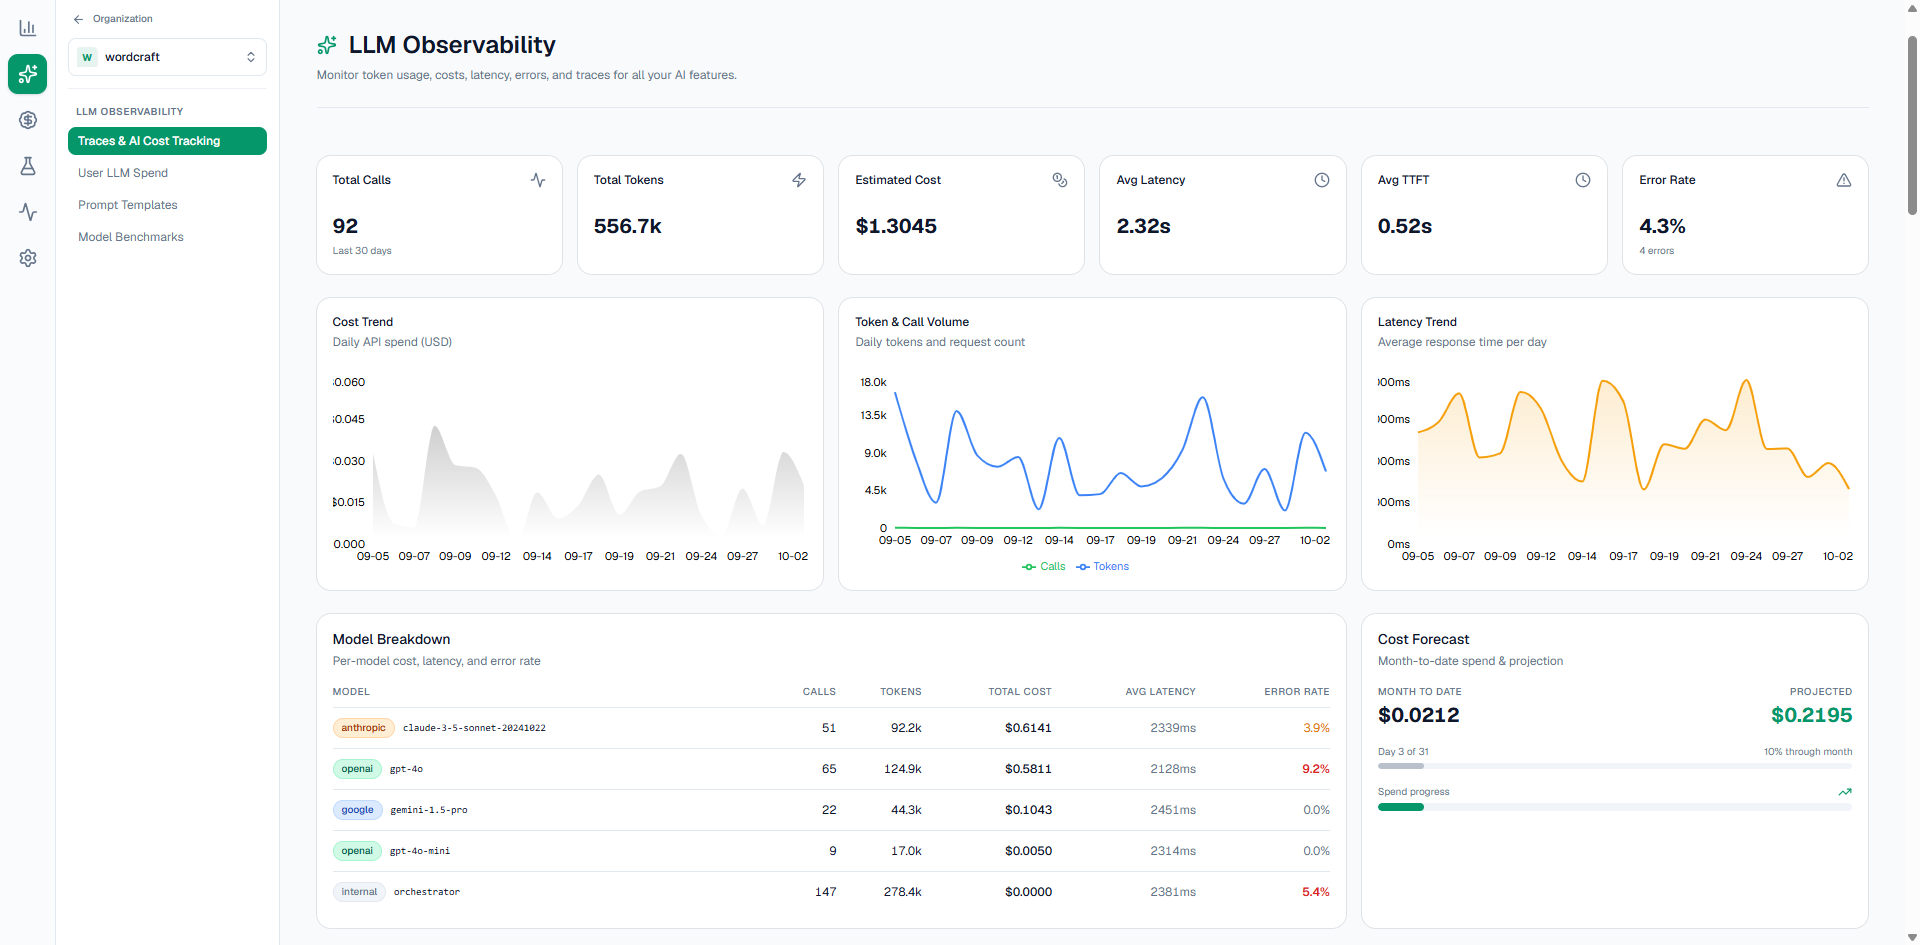 Organization
W wordcraft
LLM OBSERVABILITY
Traces & AI Cost Tracking
User LLM Spend
Prompt Templates
Model Benchmarks
LLM Observability
Monitor token usage, costs, latency, errors, and traces for all your AI features.
Total Calls
92
Last 30 days
Total Tokens
556.7k
Estimated Cost
$1.3045
Avg Latency
2.32s
Avg TTFT
0.52s
Error Rate
4.3%
4 errors
Cost Trend
Daily API spend (USD)
0.060
0.045
0.030
$0.015
0.000
09-05 09-07 09-09 09-12 09-14 09-17 09-19 09-21 09-24 09-27 10-02
Token & Call Volume
Daily tokens and request count
18.0k
13.5k
9.0k
4.5k
0
09-05 09-07 09-09 09-12 09-14 09-17 09-19 09-21 09-24 09-27 10-02
Calls Tokens
Latency Trend
Average response time per day
00ms
00ms
00ms
00ms
0ms
09-05 09-07 09-09 09-12 09-14 09-17 09-19 09-21 09-24 09-27 10-02
Model Breakdown
Per-model cost, latency, and error rate
MODEL CALLS TOKENS TOTAL COST AVG LATENCY ERROR RATE
anthropic claude-3-5-sonnet-20241022 51 92.2k $0.6141 2339ms 3.9%
openai gpt-4o 65 124.9k $0.5811 2128ms 9.2%
google gemini-1.5-pro 22 44.3k $0.1043 2451ms 0.0%
openai gpt-4o-mini 9 17.0k $0.0050 2314ms 0.0%
internal orchestrator 147 278.4k $0.0000 2381ms 5.4%
Cost Forecast
Month-to-date spend & projection
MONTH TO DATE PROJECTED
$0.0212 $0.2195
Day 3 of 31 10% through month
Spend progress